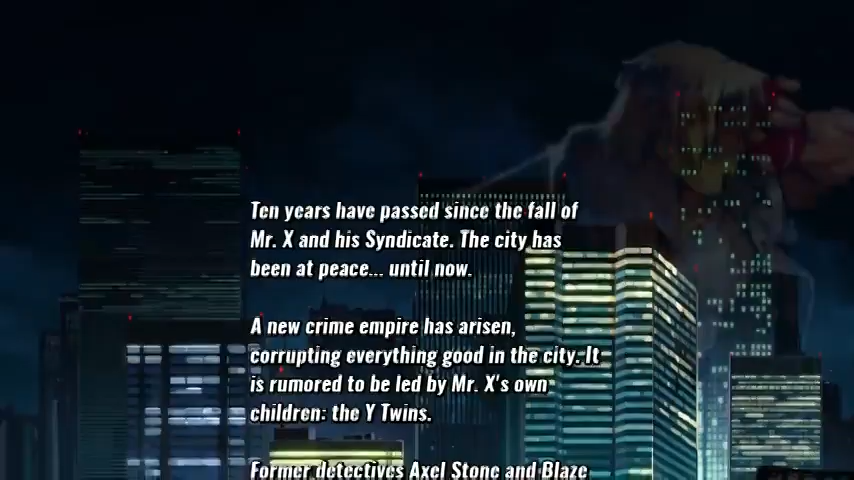 Ten years have passed since the fall of
Mr. X and his Syndicate. The city has
been at peace... until now.
A new crime empire has arisen,
corrupting everything good in the city. It
is rumored to be led by Mr. X's own
children: the Y Twins.
Former detectives Axel Stone and Blaze